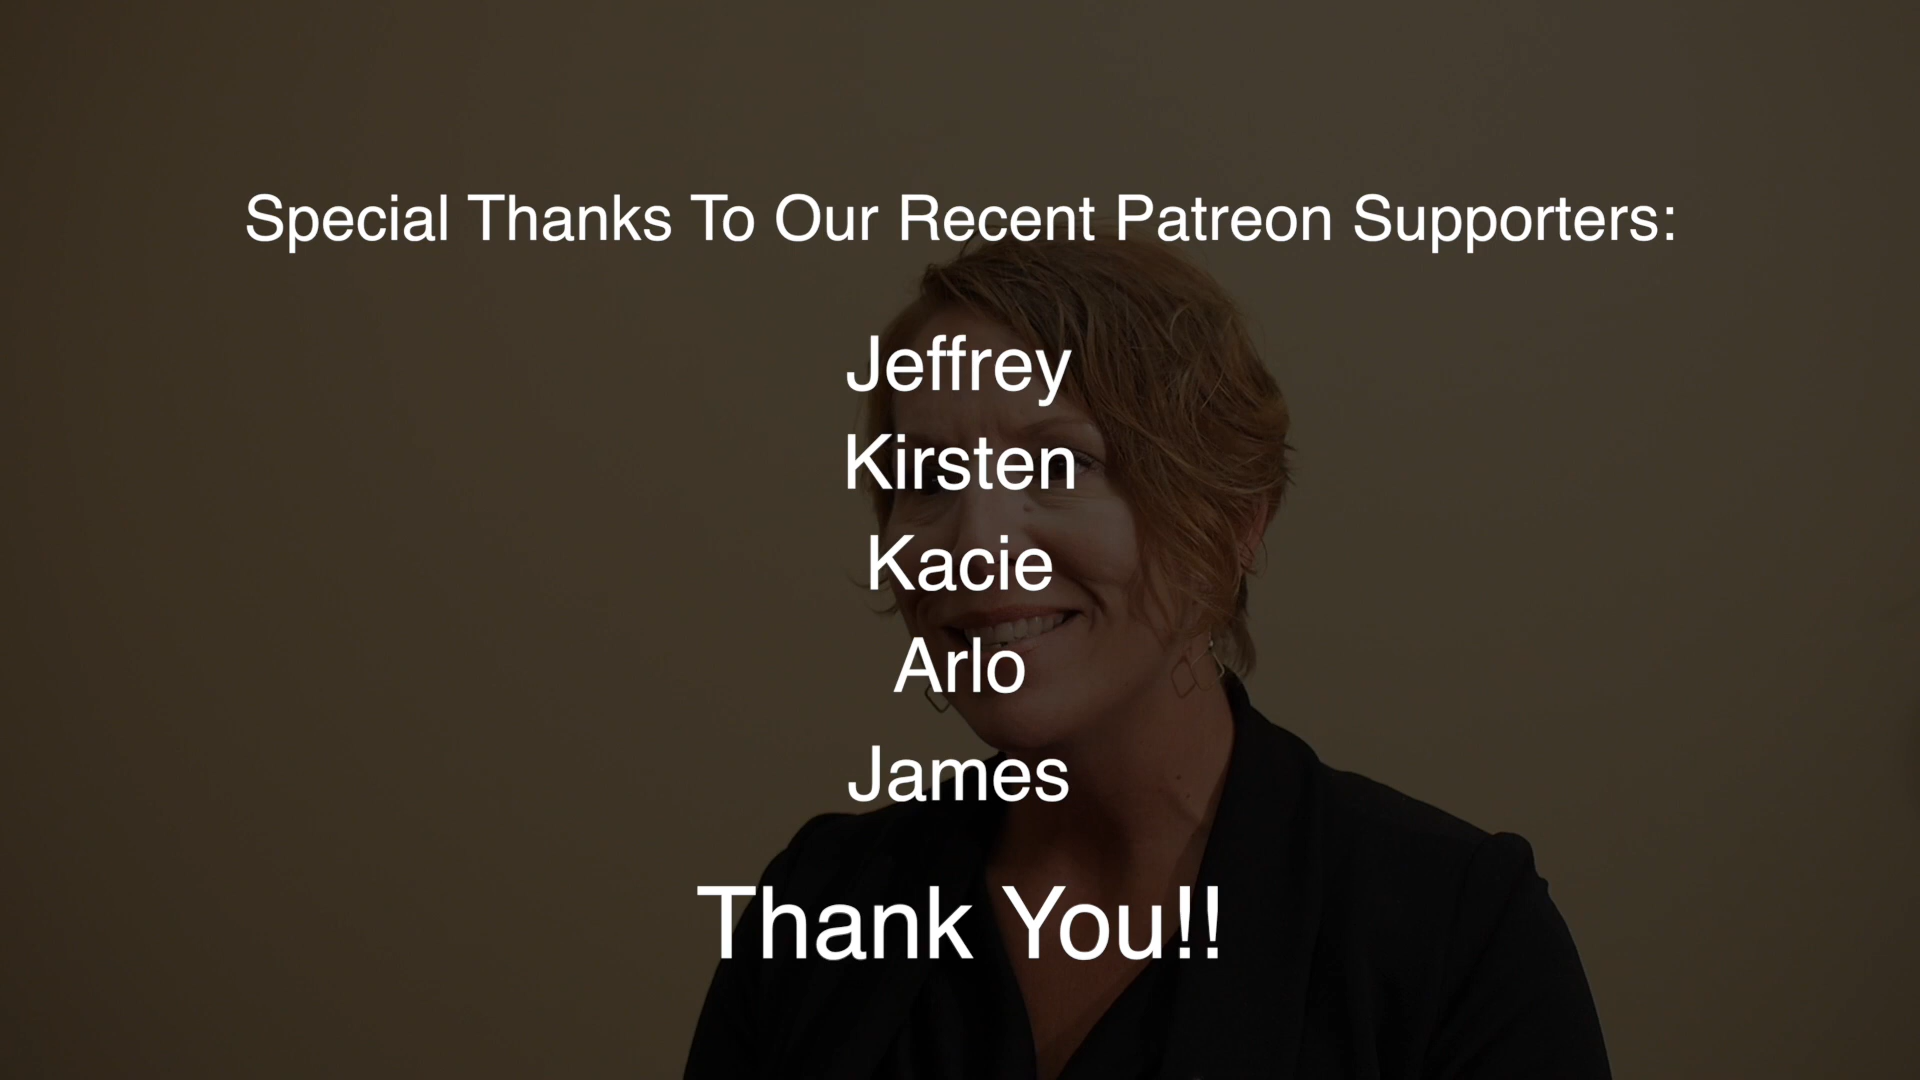 Special Thanks To Our Recent Patreon Supporters:
Jeffrey
Kirsten
Kacie
Arlo
James
Thank You!!